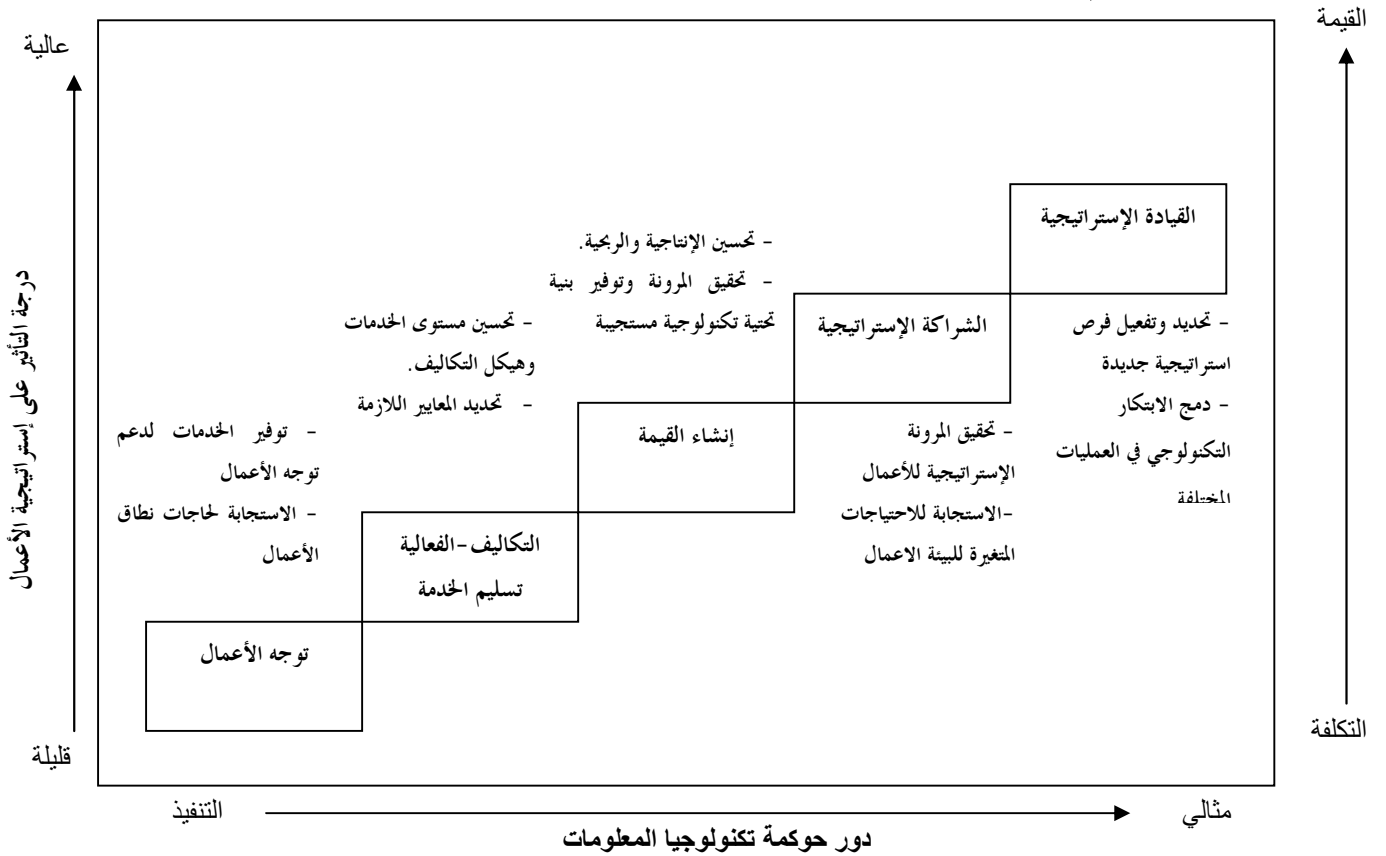 القيمة
عالية
القيادة الإستراتيجية
- تحسين الإنتاجية والربحية.
- تحقيق المرونة وتوفير بنية
تحتية تكنولوجية مستجيبة
الشراكة الإستراتيجية
- تحديد وتفعيل فرص
استراتيجية جديدة
- دمج الابتكار
التكنولوجي في العمليات
المختلفة
- تحسين مستوى الخدمات
وهيكل التكاليف.
- تحديد المعايير اللازمة
إنشاء القيمة
- تحقيق المرونة
الإستراتيجية للأعمال
-الاستجابة للاحتياجات
المتغيرة للبيئة الاعمال
- توفير الخدمات لدعم
توجه الأعمال
- الاستجابة لحاجات نطاق
الأعمال
التكاليف-الفعالية
تسليم الخدمة
توجه الأعمال
درجة التأثير على إستراتيجية الأعمال
التكلفة
قليلة
مثالي
التنفيذ
دور حوكمة تكنولوجيا المعلومات